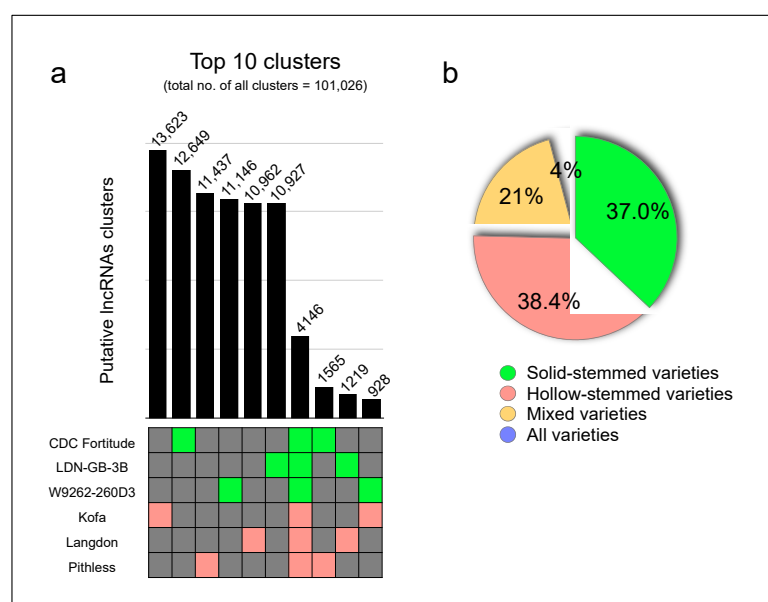 a
Top 10 clusters
(total no. of all clusters = 101,026)
Putative lncRNAs clusters
13,623
12,649
11,437
11,146
10,962
10,927
4146
1565
1219
928
CDC Fortitude
LDN-GB-3B
W9262-260D3
Kofa
Langdon
Pithless
b
4%
21%
37.0%
38.4%
Solid-stemmed varieties
Hollow-stemmed varieties
Mixed varieties
All varieties